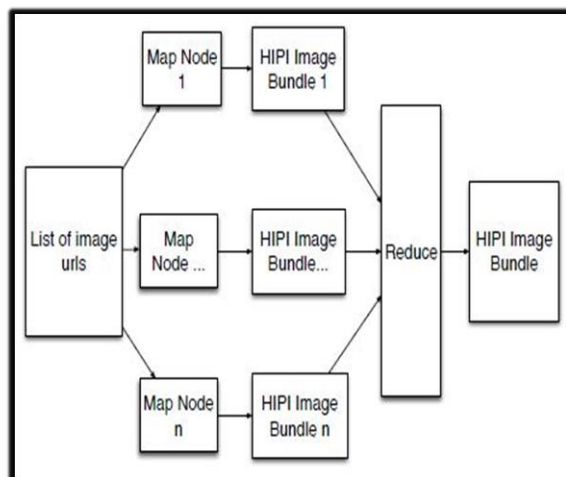 List of image
urls
Map Node
1
HIPI Image
Bundle 1
Map
Node ...
HIPI Image
Bundle...
Map Node
n
HIPI Image
Bundle n
Reduce
HIPI Image
Bundle